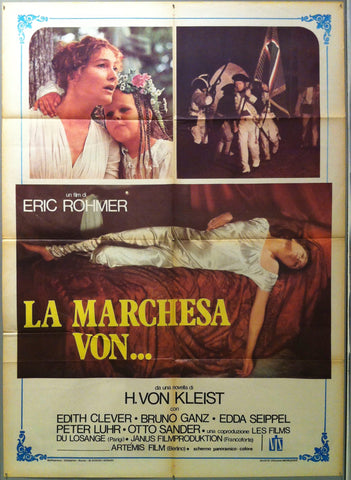 un film di
ERIC ROHMER
LA MARCHESA
VON...
da una novella di
H. VON KLEIST
con
EDITH CLEVER - BRUNO GANZ - EDDA SEIPPEL
PETER LUHR - OTTO SANDER - una coproduzione LES FILMS
DU LOSANGE (Parigi) - JANUS FILMPRODUKTION (Francoforte)
ARTEMIS FILM (Berlino) - schermo panoramico - colore